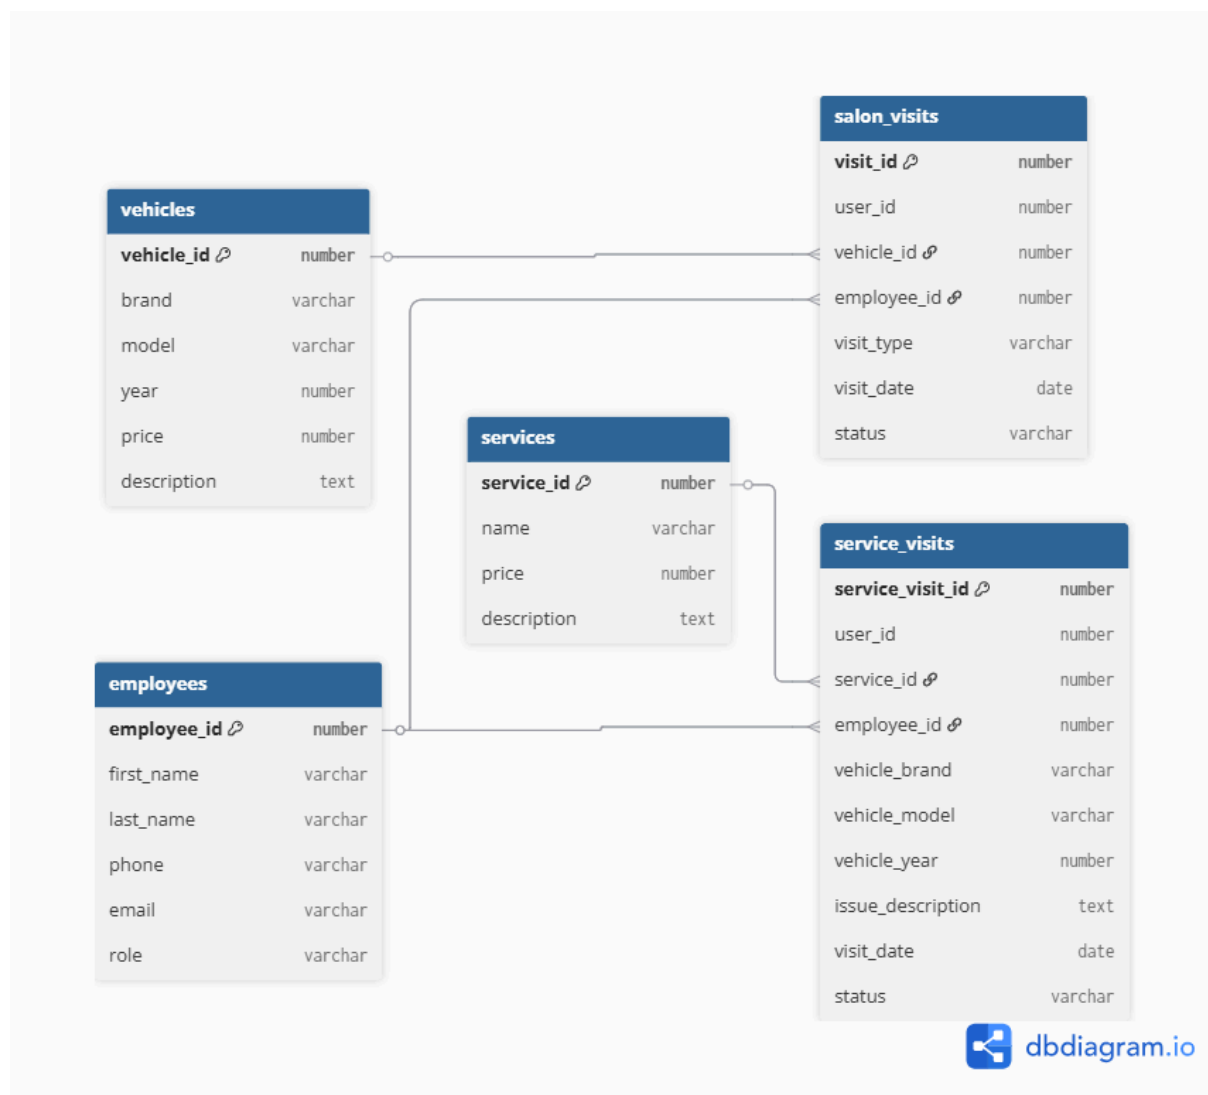 vehicles
vehicle_id number
brand varchar
model varchar
year number
price number
description text
salon_visits
visit_id number
user_id number
vehicle_id number
employee_id number
visit_type varchar
visit_date date
status varchar
services
service_id number
name varchar
price number
description text
employees
employee_id number
first_name varchar
last_name varchar
phone varchar
email varchar
role varchar
service_visits
service_visit_id number
user_id number
service_id number
employee_id number
vehicle_brand varchar
vehicle_model varchar
vehicle_year number
issue_description text
visit_date date
status varchar
dbdiagram.io